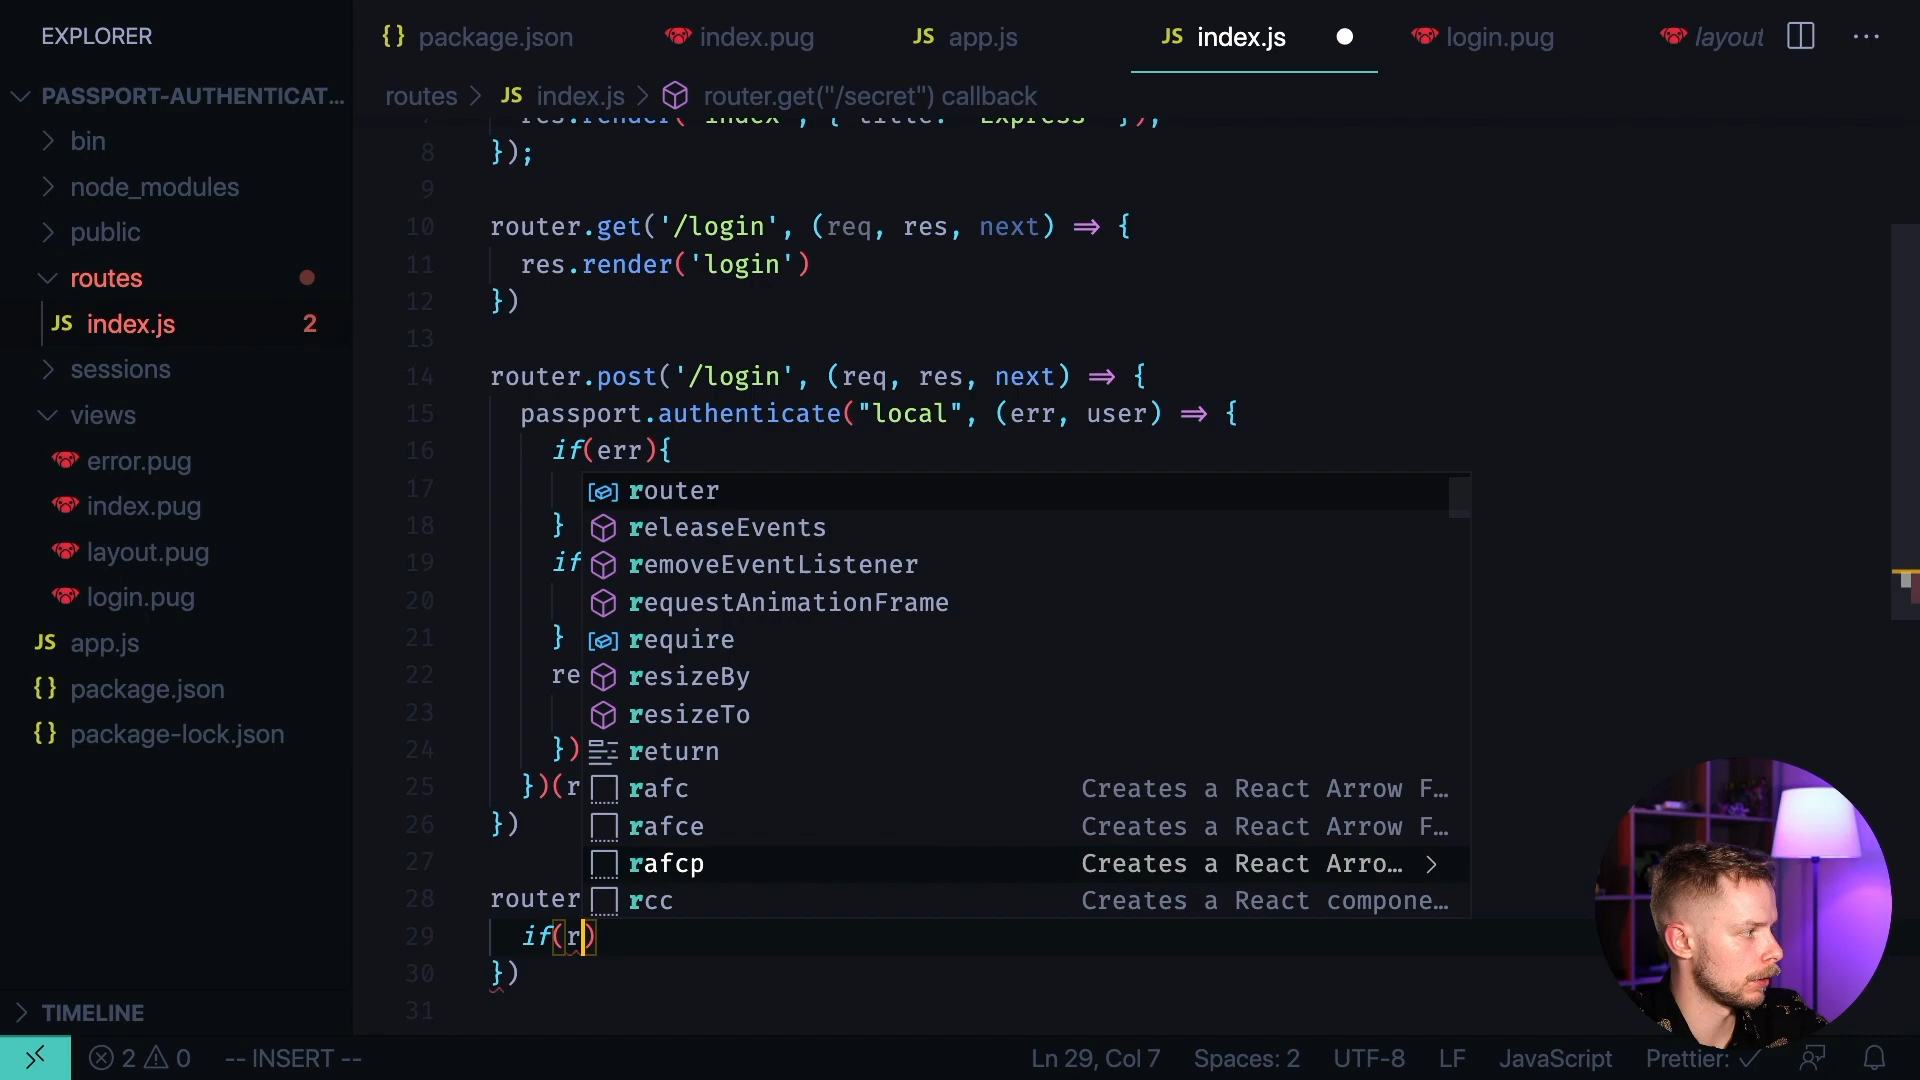 EXPLORER
{} package.json
index.pug
JS app.js
JS index.js
login.pug
layout
...
PASSPORT-AUTHENTICAT...
routes > JS index.js > router.get("/secret") callback
bin
node_modules
public
routes
JS index.js 2
sessions
views
error.pug
index.pug
layout.pug
login.pug
JS app.js
{} package.json
{} package-lock.json
TIMELINE
res.render('index', { title: 'Express' });
8 });
9
10 router.get('/login', (req, res, next) => {
11 res.render('login')
12 })
13
14 router.post('/login', (req, res, next) => {
15 passport.authenticate("local", (err, user) => {
16 if(err){
17
18 }
19 if
20
21 }
22 re
23
24 })
25 })(r
26 })
27
28 router
29 if(r)
30 })
31
router
releaseEvents
removeEventListener
requestAnimationFrame
require
resizeBy
resizeTo
return
rafc Creates a React Arrow F...
rafce Creates a React Arrow F...
rafcp Creates a React Arro... >
rcc Creates a React compone...
2 0 -- INSERT --
Ln 29, Col 7 Spaces: 2 UTF-8 LF JavaScript Prettier: ✓